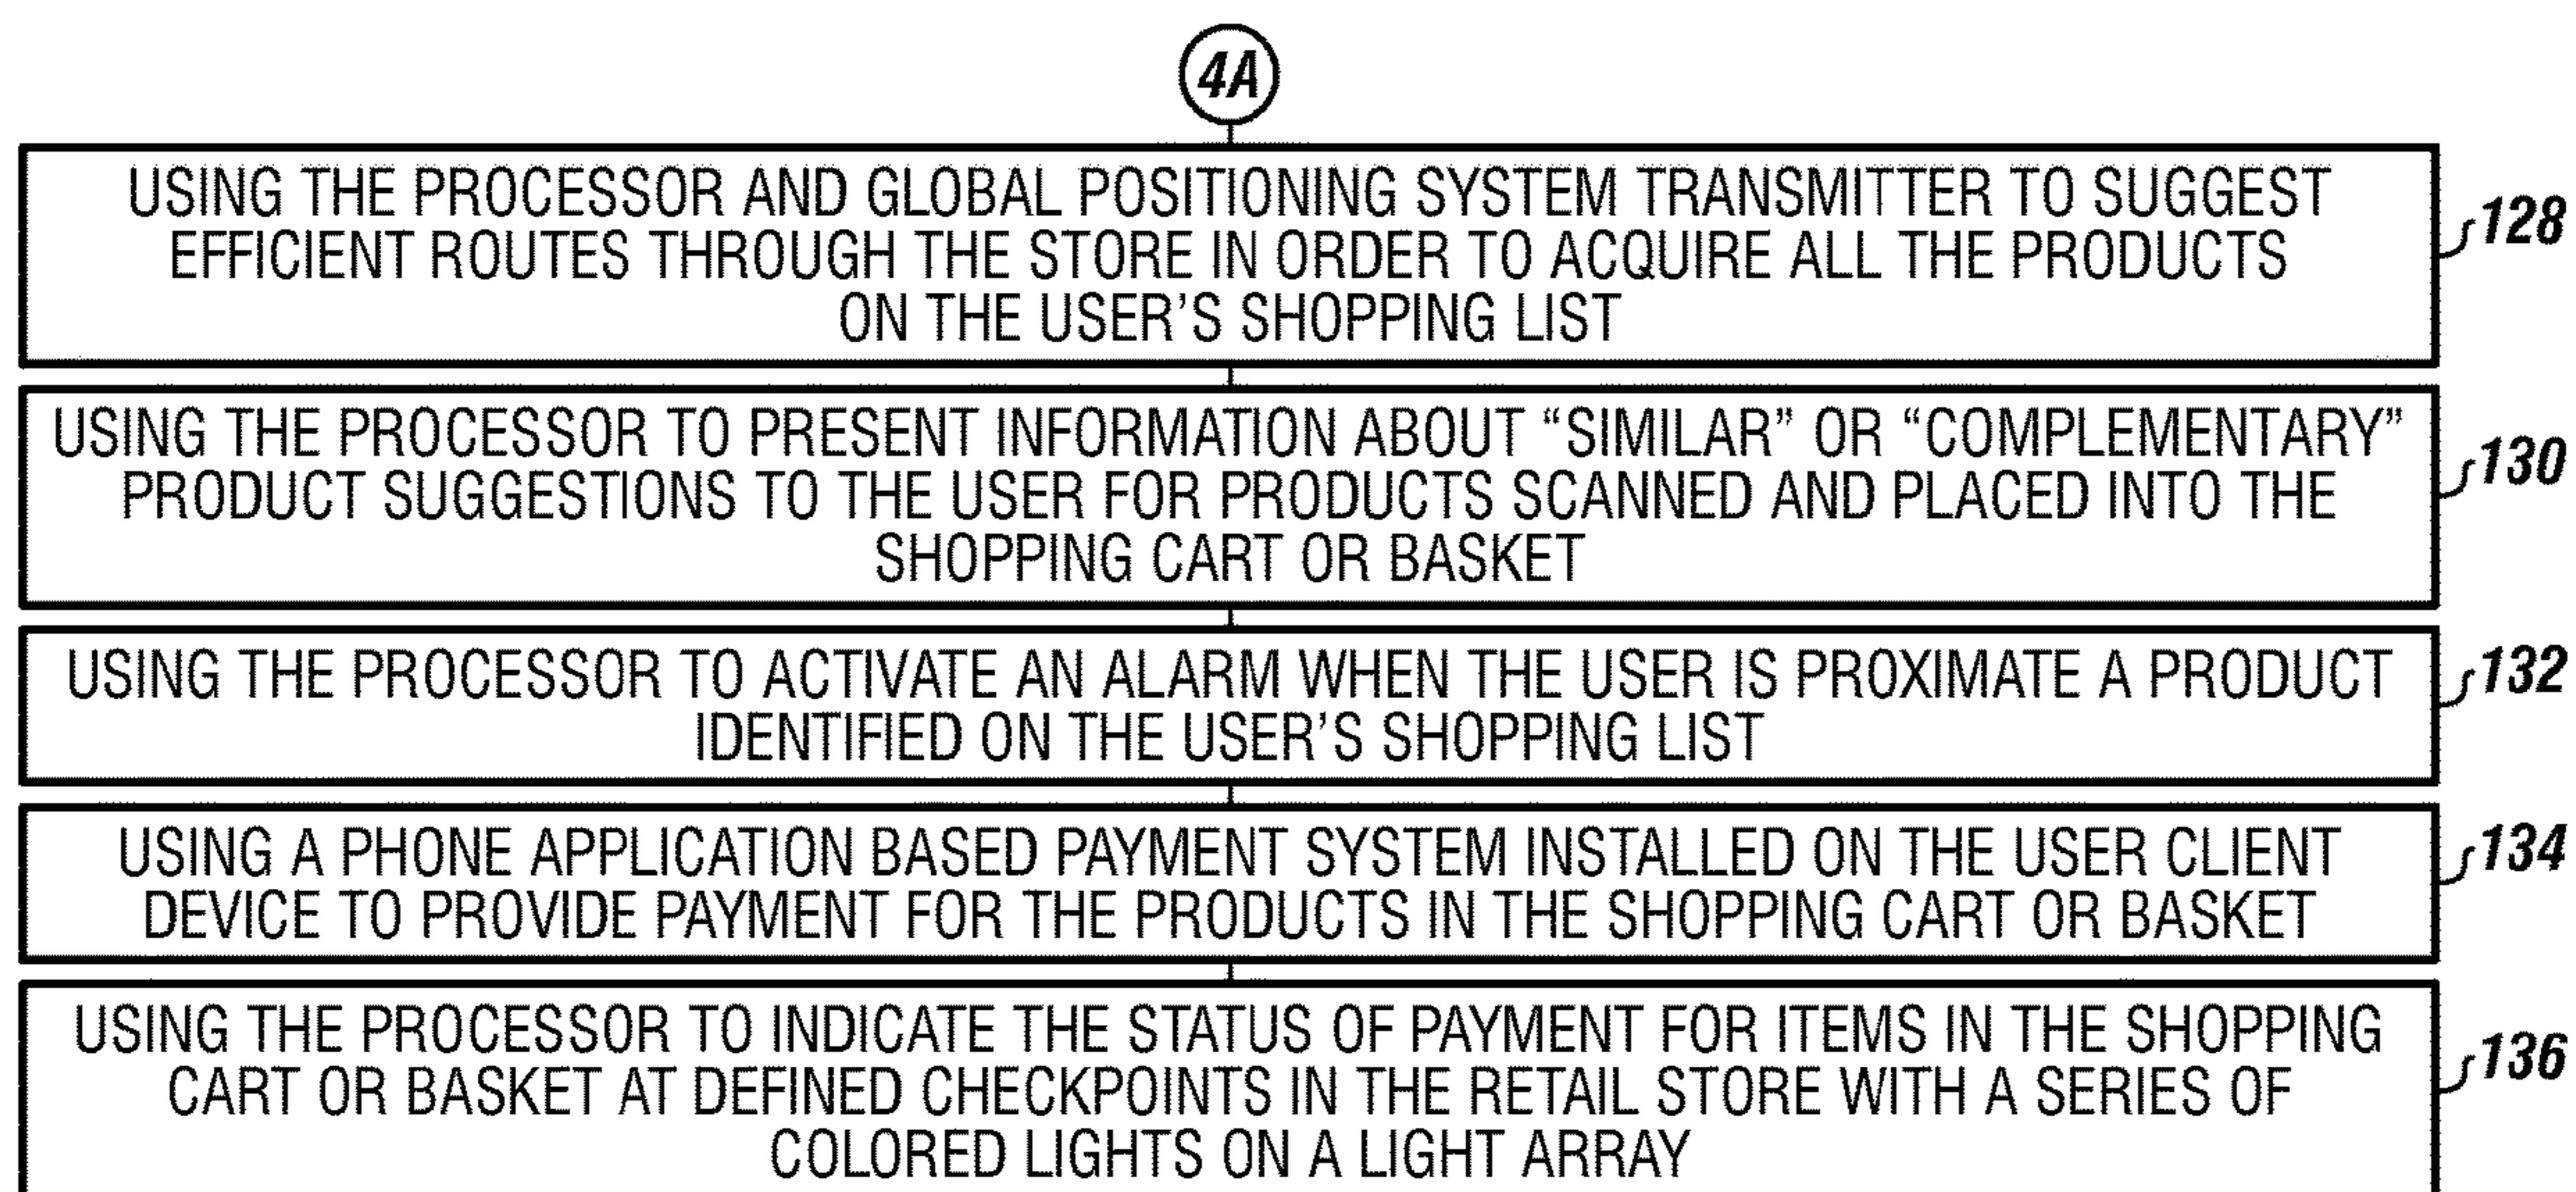 4A
USING THE PROCESSOR AND GLOBAL POSITIONING SYSTEM TRANSMITTER TO SUGGEST
EFFICIENT ROUTES THROUGH THE STORE IN ORDER TO ACQUIRE ALL THE PRODUCTS
ON THE USER'S SHOPPING LIST
128
USING THE PROCESSOR TO PRESENT INFORMATION ABOUT “SIMILAR” OR “COMPLEMENTARY”
PRODUCT SUGGESTIONS TO THE USER FOR PRODUCTS SCANNED AND PLACED INTO THE
SHOPPING CART OR BASKET
130
USING THE PROCESSOR TO ACTIVATE AN ALARM WHEN THE USER IS PROXIMATE A PRODUCT
IDENTIFIED ON THE USER'S SHOPPING LIST
132
USING A PHONE APPLICATION BASED PAYMENT SYSTEM INSTALLED ON THE USER CLIENT
DEVICE TO PROVIDE PAYMENT FOR THE PRODUCTS IN THE SHOPPING CART OR BASKET
134
USING THE PROCESSOR TO INDICATE THE STATUS OF PAYMENT FOR ITEMS IN THE SHOPPING
CART OR BASKET AT DEFINED CHECKPOINTS IN THE RETAIL STORE WITH A SERIES OF
COLORED LIGHTS ON A LIGHT ARRAY
136